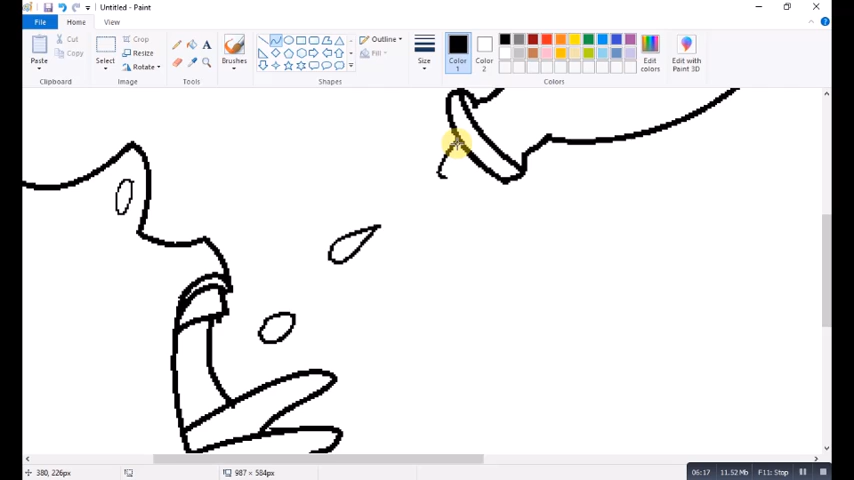 Untitled - Paint
File Home View
Paste Cut Copy Clipboard
Select Crop Resize Rotate Image
A Tools
Brushes
Outline Fill Shapes
Size
Color 1 Color 2 Colors
Edit colors
Edit with Paint 3D
380, 226px 987 × 584px
06:17 11.52 Mb F11: Stop